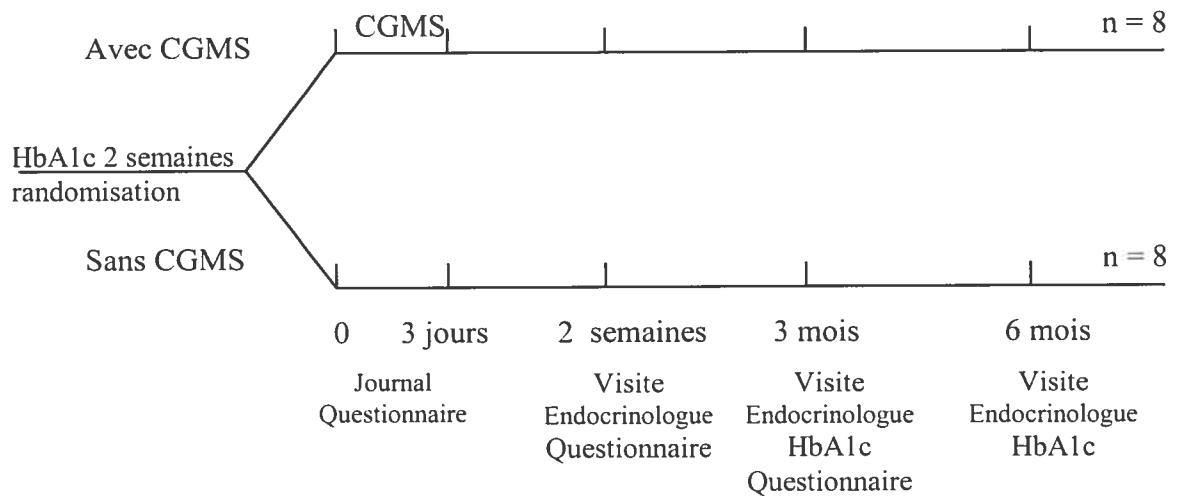 CGMS
n = 8
Avec CGMS
HbA1c 2 semaines
randomisation
Sans CGMS
n = 8
0 3 jours 2 semaines 3 mois 6 mois
Journal
Questionnaire
Visite
Endocrinologue
Questionnaire
Visite
Endocrinologue
HbA1c
Questionnaire
Visite
Endocrinologue
HbA1c